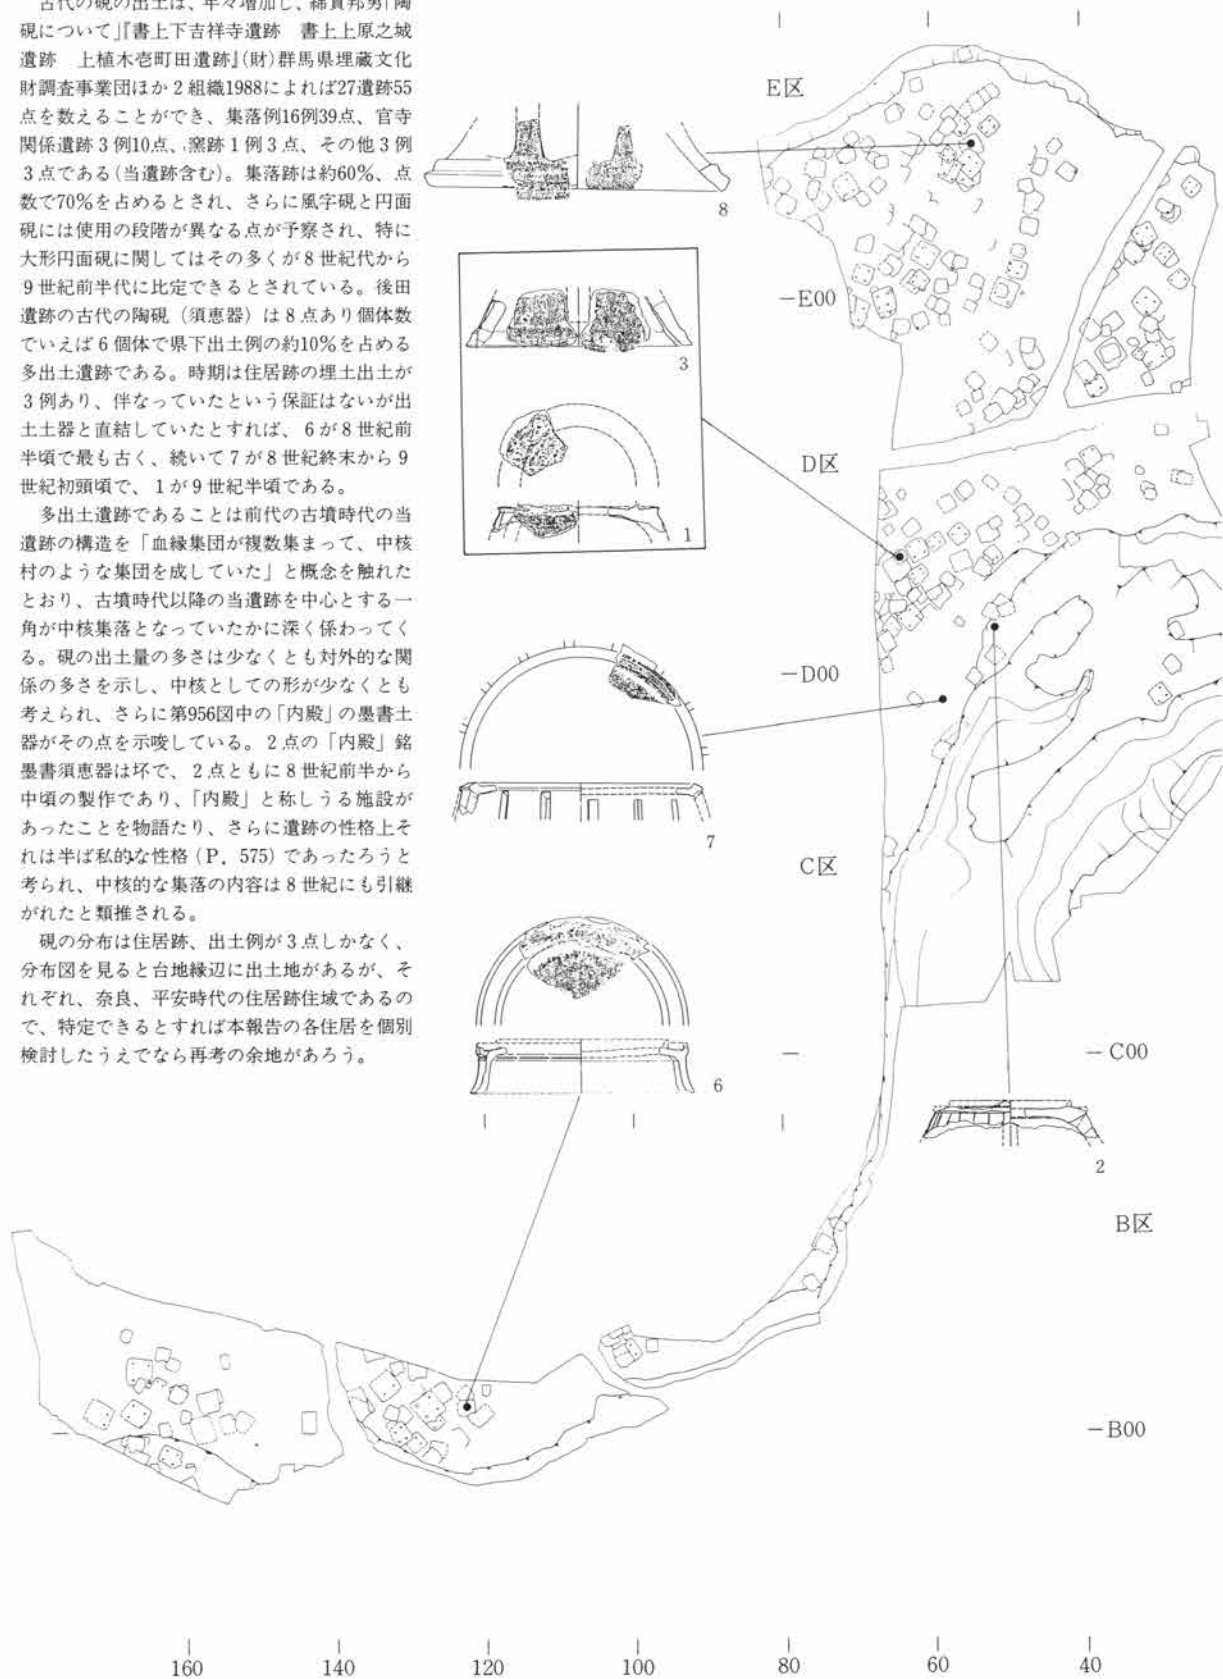 古代の硯の出土は、年々増加し、綿貫邦男「陶
硯について」『書上下吉祥寺遺跡　書上上原之城
遺跡　上植木壱町田遺跡』(財)群馬県埋蔵文化
財調査事業団ほか2組織1988によれば27遺跡55
点を数えることができ、集落例16例39点、官寺
関係遺跡3例10点、窯跡1例3点、その他3例
3点である(当遺跡含む)。集落跡は約60%、点
数で70%を占めるとされ、さらに風字硯と円面
硯には使用の段階が異なる点が予察され、特に
大形円面硯に関してはその多くが8世紀代から
9世紀前半代に比定できるとされている。後田
遺跡の古代の陶硯（須恵器）は8点あり個体数
でいえば6個体で県下出土例の約10%を占める
多出土遺跡である。時期は住居跡の埋土出土が
3例あり、伴なっていたという保証はないが出
土土器と直結していたとすれば、6が8世紀前
半頃で最も古く、続いて7が8世紀終末から9
世紀初頭頃で、1が9世紀半頃である。
多出土遺跡であることは前代の古墳時代の当
遺跡の構造を「血縁集団が複数集まって、中核
村のような集団を成していた」と概念を触れた
とおり、古墳時代以降の当遺跡を中心とする一
角が中核集落となっていたかに深く係わってく
る。硯の出土量の多さは少なくとも対外的な関
係の多さを示し、中核としての形が少なくとも
考えられ、さらに第956図中の「内殿」の墨書土
器がその点を示唆している。2点の「内殿」銘
墨書須恵器は坏で、2点ともに8世紀前半から
中頃の製作であり、「内殿」と称しうる施設が
あったことを物語たり、さらに遺跡の性格上そ
れは半ば私的な性格（P. 575）であったろうと
考えられ、中核的な集落の内容は8世紀にも引継
がれたと類推される。
硯の分布は住居跡、出土例が3点しかなく、
分布図を見ると台地縁辺に出土地があるが、そ
れぞれ、奈良、平安時代の住居跡住域であるの
で、特定できるとすれば本報告の各住居を個別
検討したうえでなら再考の余地があろう。
E区
8
－E00
3
D区
1
－D00
7
C区
6
－C00
2
B区
－B00
160
140
120
100
80
60
40